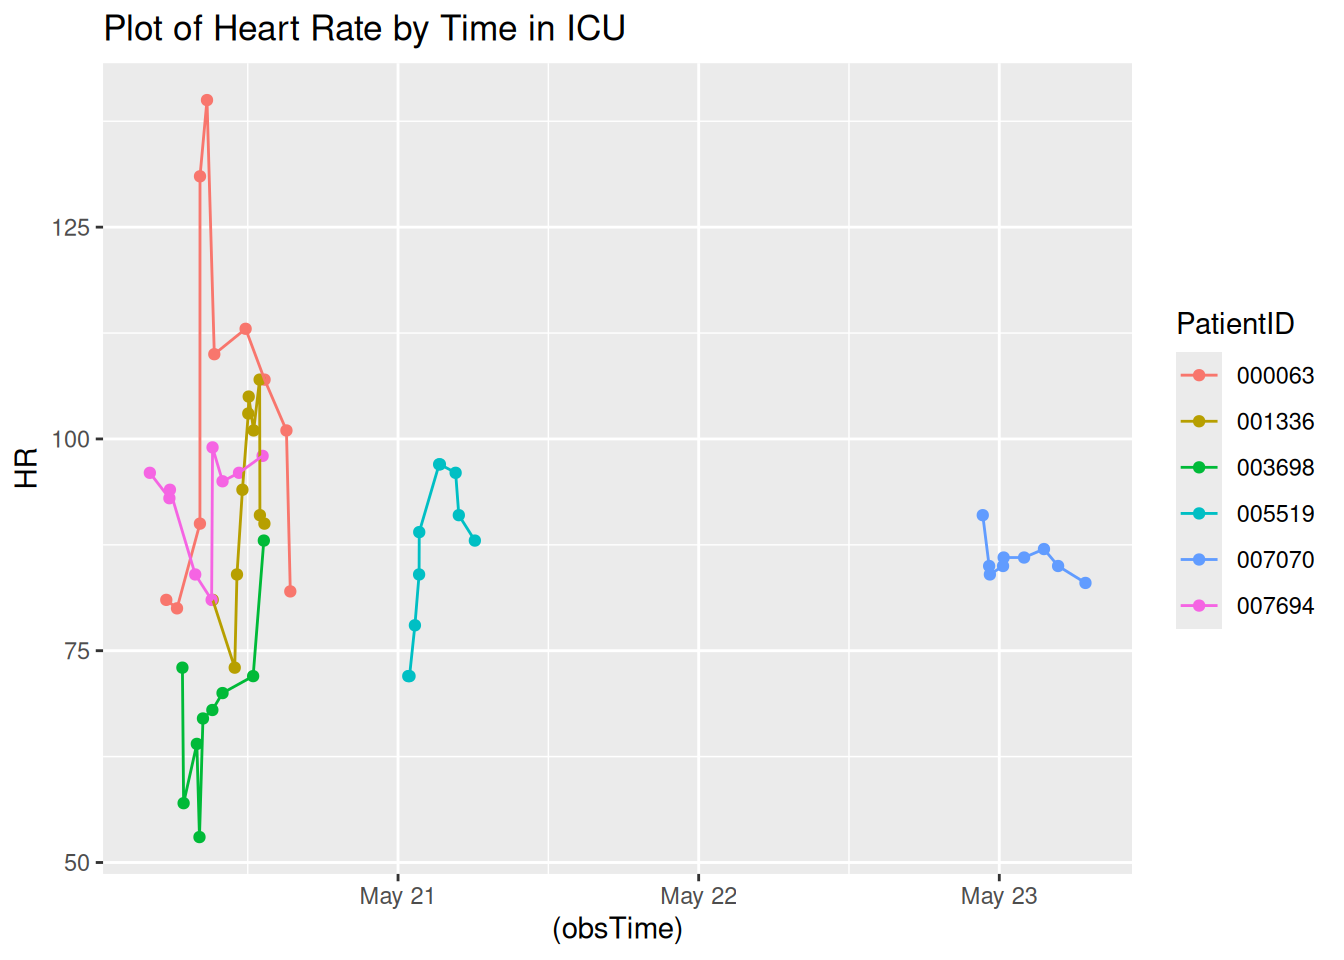 Plot of Heart Rate by Time in ICU
HR
125
100
75
50
May 21
May 22
May 23
(obsTime)
PatientID
000063
001336
003698
005519
007070
007694